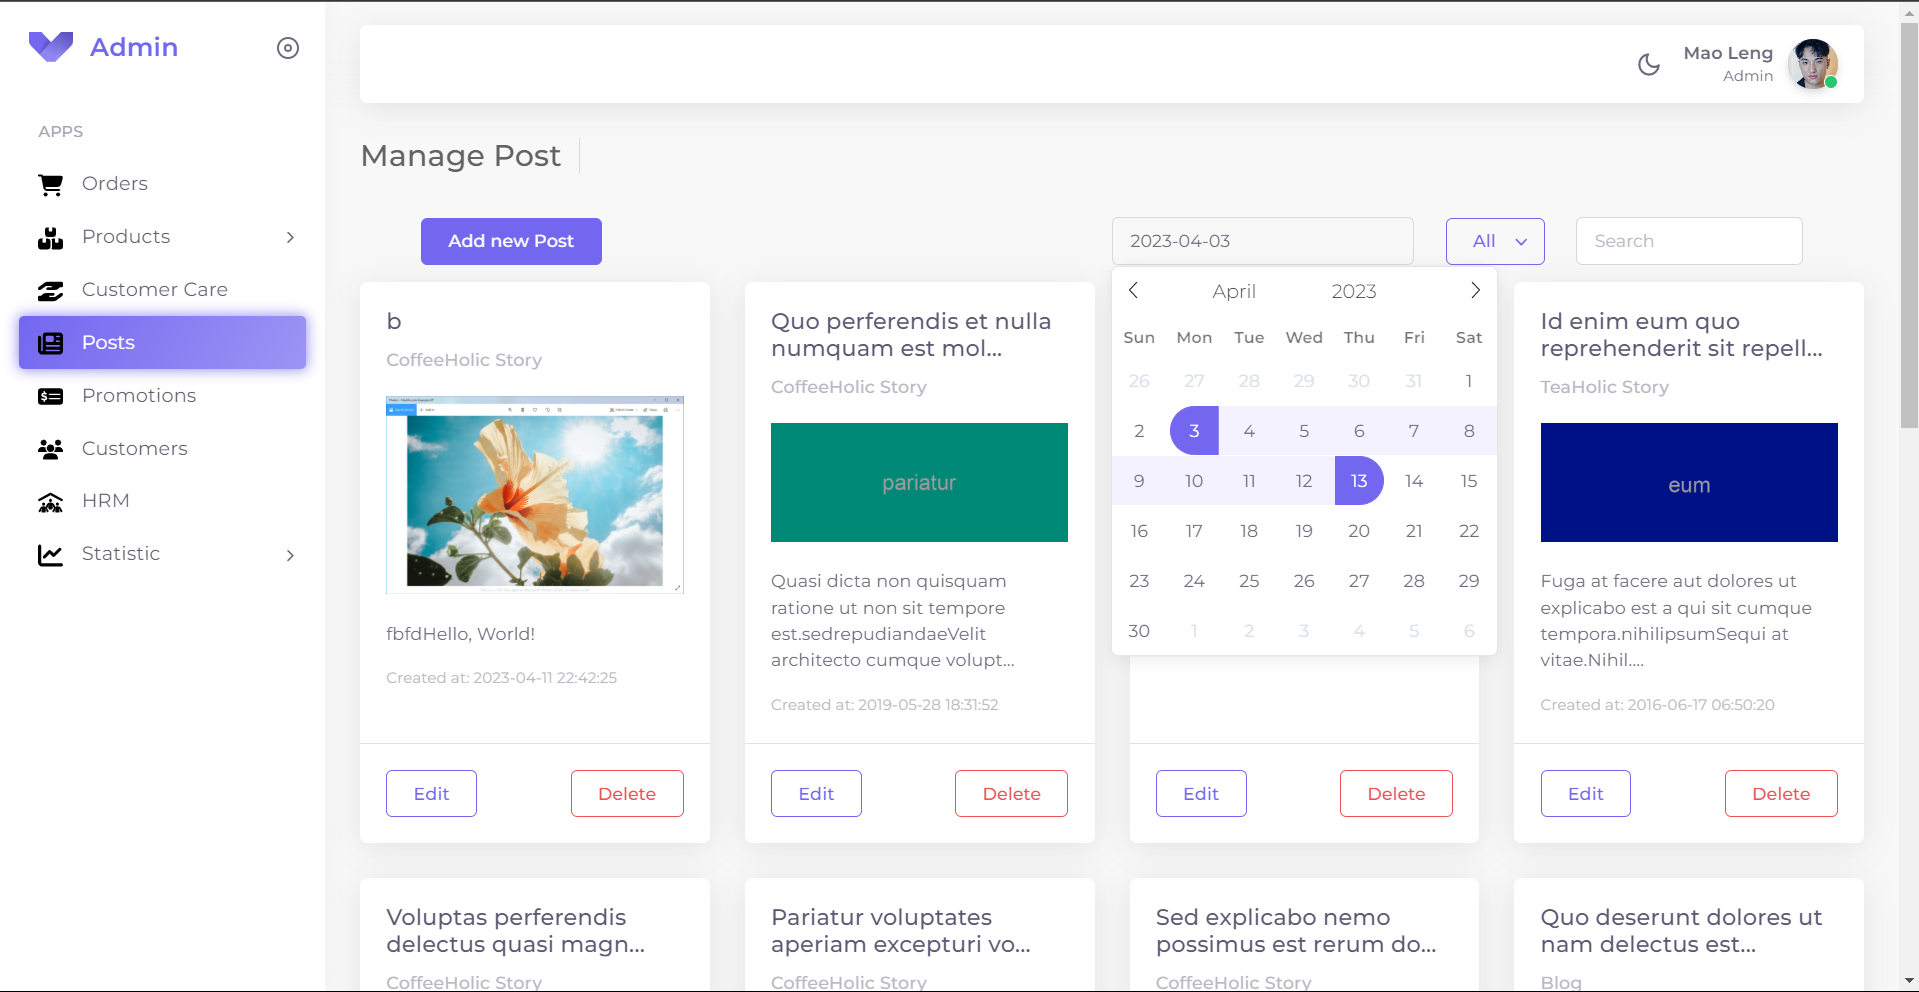 Admin
APPS
Orders
Products
Customer Care
Posts
Promotions
Customers
HRM
Statistic
Mao Leng
Admin
Manage Post
Add new Post
2023-04-03
All
Search
April 2023
Sun Mon Tue Wed Thu Fri Sat
26 27 28 29 30 31 1
2 3 4 5 6 7 8
9 10 11 12 13 14 15
16 17 18 19 20 21 22
23 24 25 26 27 28 29
30 1 2 3 4 5 6
b
CoffeeHolic Story
fbfdHello, World!
Created at: 2023-04-11 22:42:25
Edit
Delete
Quo perferendis et nulla
numquam est mol...
CoffeeHolic Story
pariatur
Quasi dicta non quisquam
ratione ut non sit tempore
est.sedrepudiandaeVelit
architecto cumque volupt...
Created at: 2019-05-28 18:31:52
Edit
Delete
Edit
Delete
Id enim eum quo
reprehenderit sit repell...
TeaHolic Story
eum
Fuga at facere aut dolores ut
explicabo est a qui sit cumque
tempora.nihilipsumSequi at
vitae.Nihil....
Created at: 2016-06-17 06:50:20
Edit
Delete
Voluptas perferendis
delectus quasi magn...
CoffeeHolic Story
Pariatur voluptates
aperiam excepturi vo...
CoffeeHolic Story
Sed explicabo nemo
possimus est rerum do...
CoffeeHolic Story
Quo deserunt dolores ut
nam delectus est...
Blog